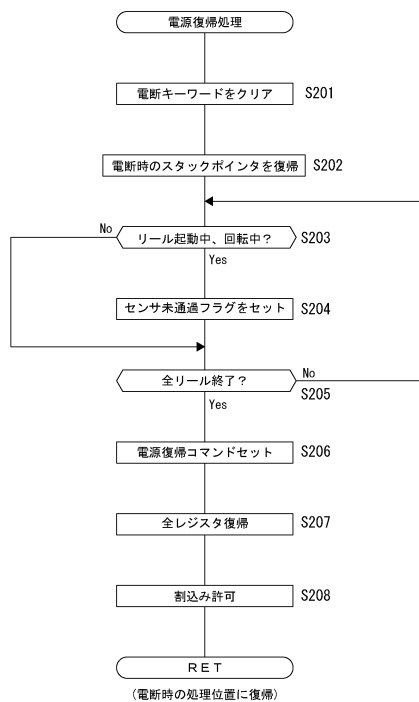 電源復帰処理
電断キーワードをクリア
S201
電断時のスタックポインタを復帰
S202
No
リール起動中、回転中？
S203
Yes
センサ未通過フラグをセット
S204
全リール終了？
No
S205
Yes
電源復帰コマンドセット
S206
全レジスタ復帰
S207
割込み許可
S208
ＲＥＴ
(電断時の処理位置に復帰)